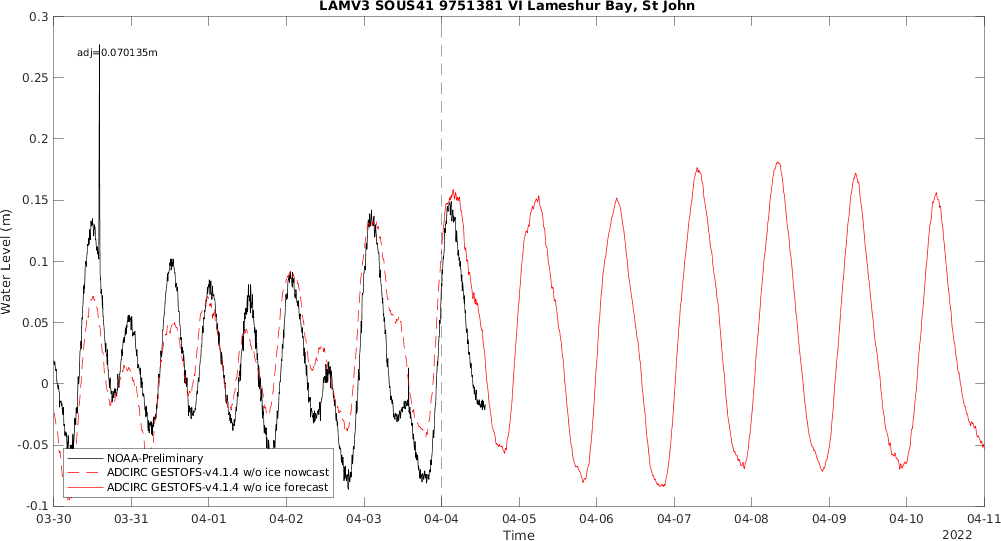 LAMV3 SOUS41 9751381 VI Lameshur Bay, St John
adj=0.070135m
Water Level (m)
0.3
0.25
0.2
0.15
0.1
0.05
0
-0.05
-0.1
NOAA-Preliminary
ADCIRC GESTOFS-v4.1.4 w/o ice nowcast
ADCIRC GESTOFS-v4.1.4 w/o ice forecast
03-30 03-31 04-01 04-02 04-03 04-04 04-05 04-06 04-07 04-08 04-09 04-10 04-11
Time
2022